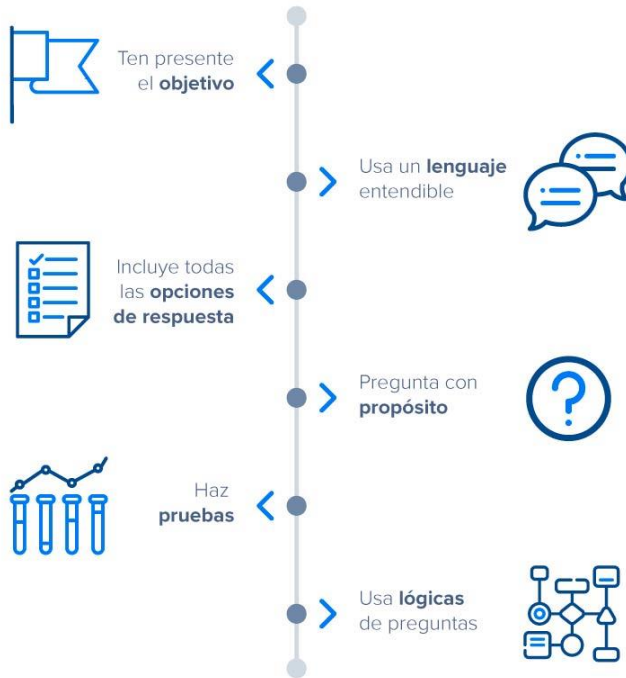 Ten presente
el objetivo
Usa un lenguaje
entendible
Incluye todas
las opciones
de respuesta
Pregunta con
propósito
Haz
pruebas
Usa lógicas
de preguntas